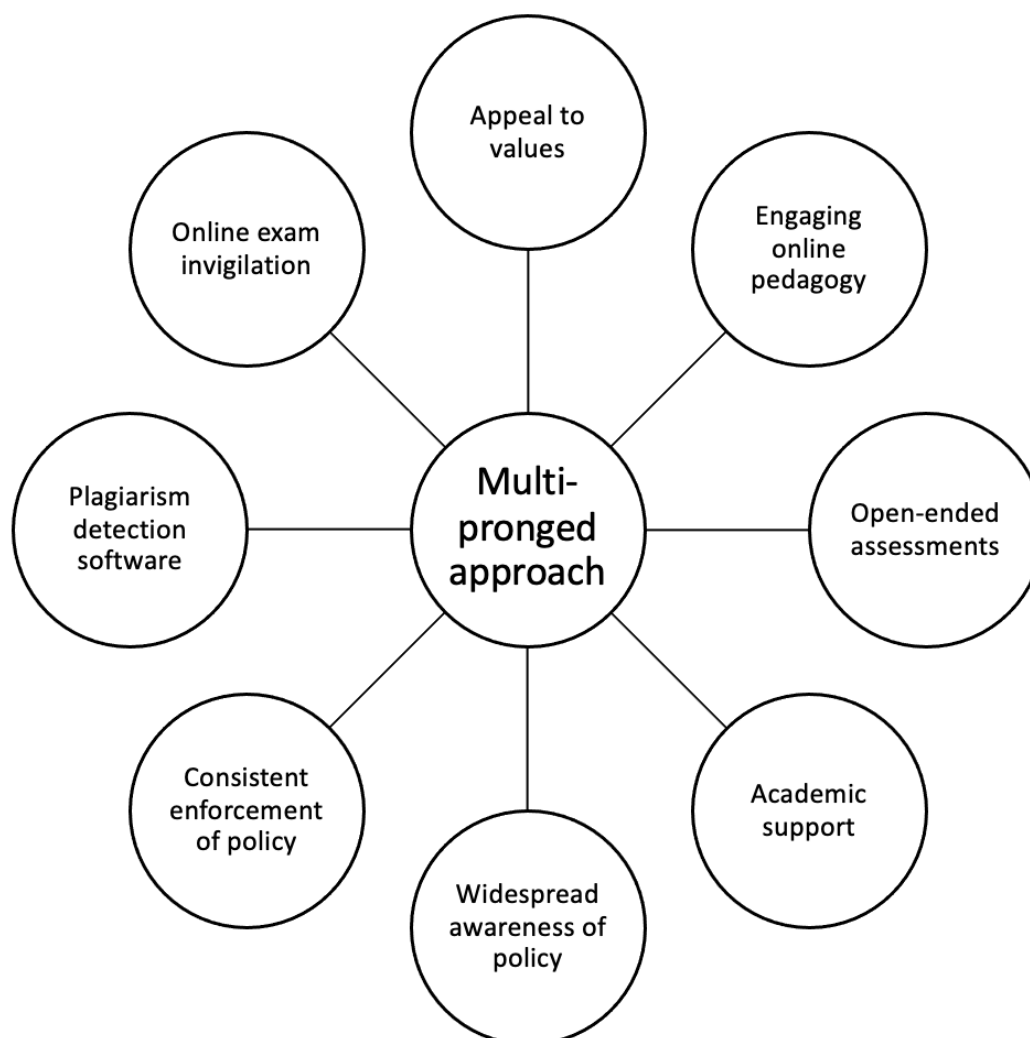 Appeal to
values
Engaging
online
pedagogy
Open-ended
assessments
Academic
support
Widespread
awareness of
policy
Consistent
enforcement
of policy
Plagiarism
detection
software
Online exam
invigilation
Multi-
pronged
approach